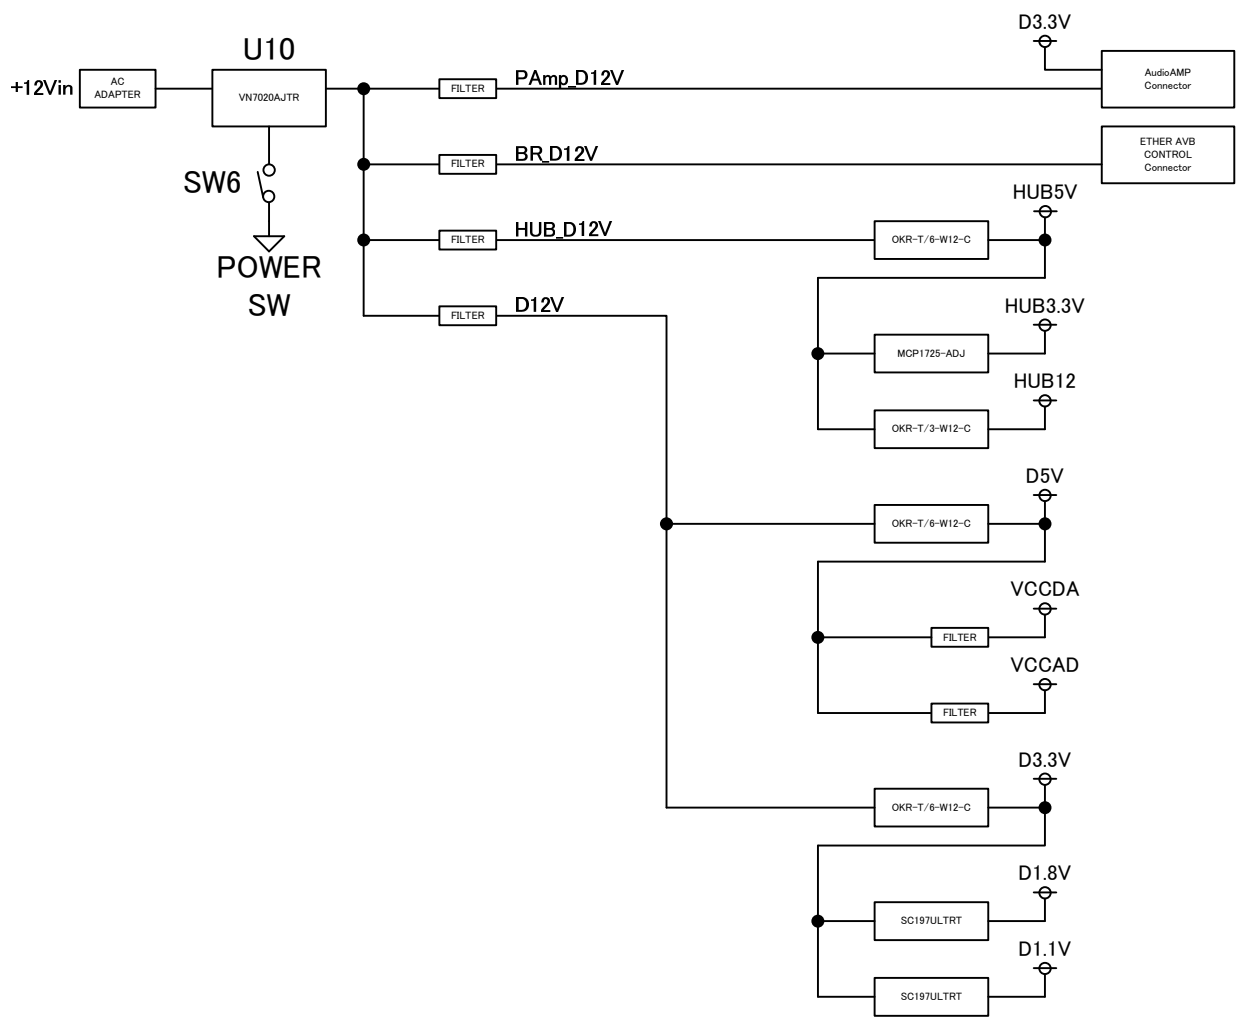 D3.3V
U10
+12Vin
AC
ADAPTER
VN7020AJTR
FILTER
PAmp_D12V
AudioAMP
Connector
FILTER
BR_D12V
ETHER AVB
CONTROL
Connector
SW6
POWER
SW
FILTER
HUB_D12V
OKR-T/6-W12-C
HUB5V
FILTER
D12V
HUB3.3V
MCP1725-ADJ
HUB12
OKR-T/3-W12-C
D5V
OKR-T/6-W12-C
VCCDA
FILTER
VCCAD
FILTER
D3.3V
OKR-T/6-W12-C
D1.8V
SC197ULTRT
D1.1V
SC197ULTRT